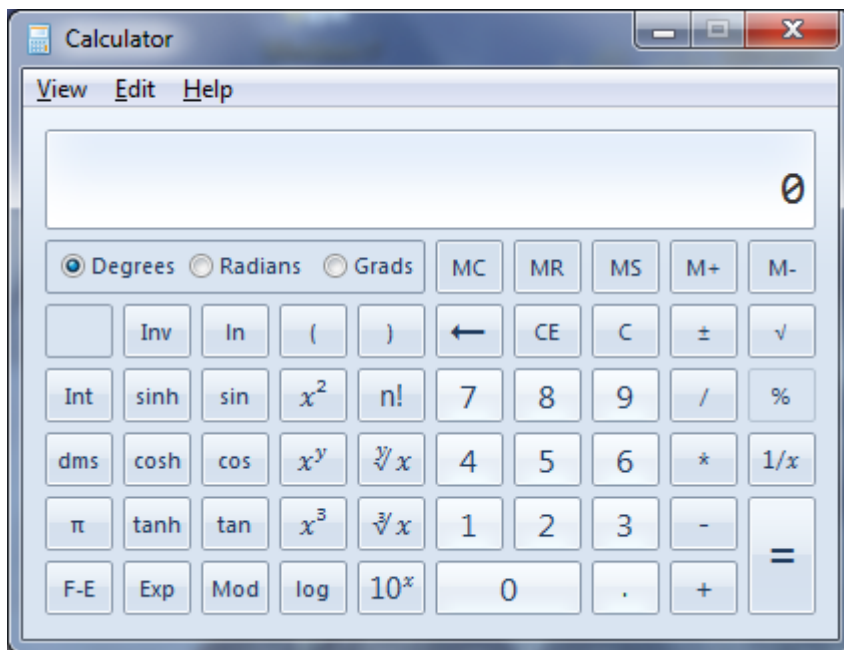 Calculator
View Edit Help
0
Degrees Radians Grads MC MR MS M+ M-
Inv ln ( ) ← CE C ± √
Int sinh sin x² n! 7 8 9 / %
dms cosh cos xʸ ʸ√x 4 5 6 * 1/x
π tanh tan x³ ³√x 1 2 3 - =
F-E Exp Mod log 10ˣ 0 . +